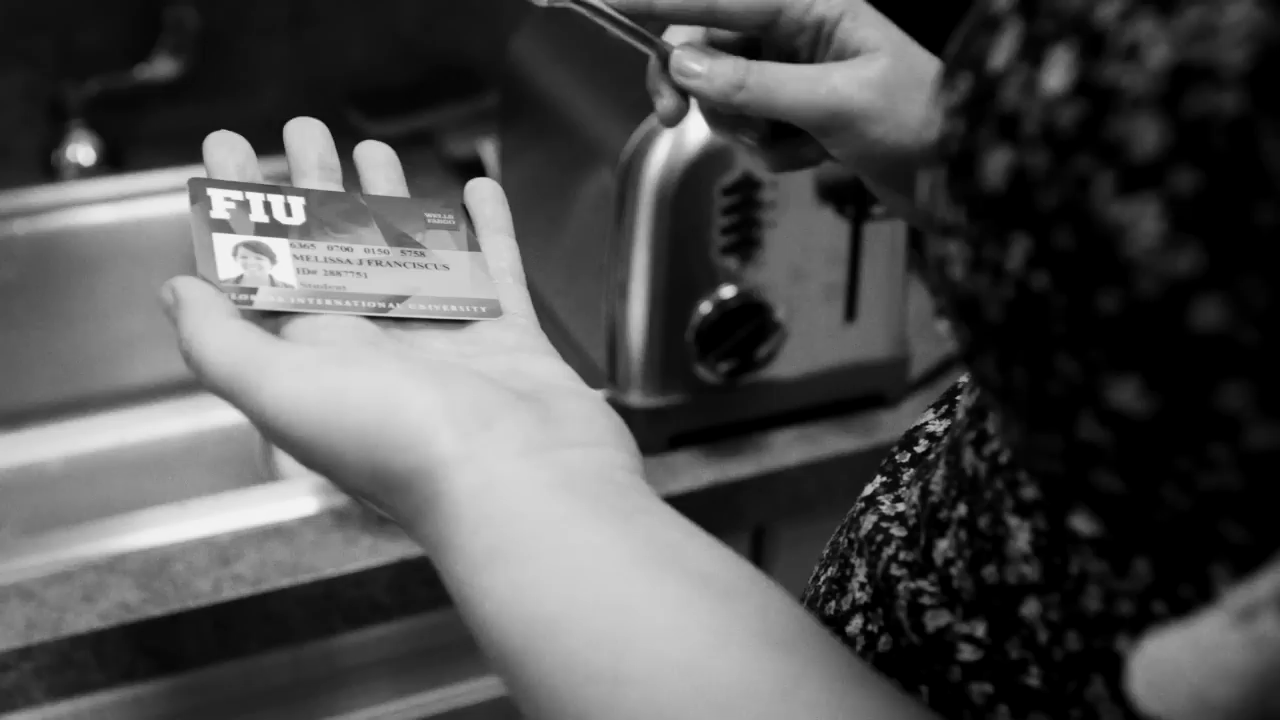 FIU
WELLS
FARGO
6365 0700 0150 5758
MELISSA J FRANCISCUS
ID# 2887751
Student
INTERNATIONAL UNIVERSITY